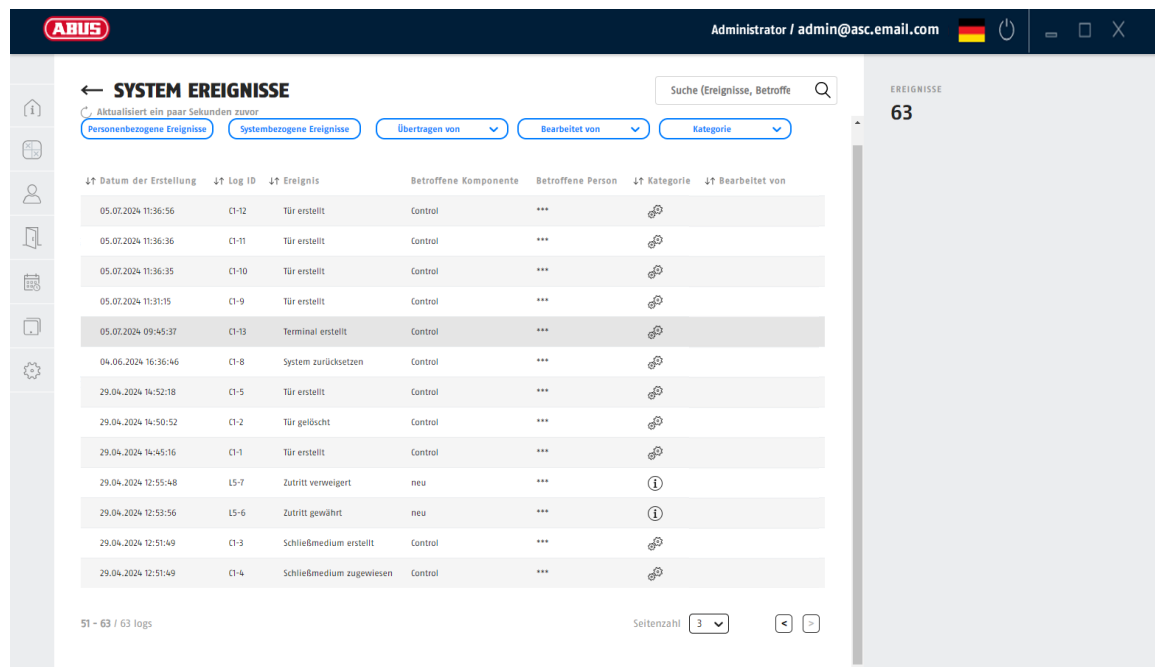 ABUS
Administrator / admin@asc.email.com
SYSTEM EREIGNISSE
Suche (Ereignisse, Betroffe
Aktualisiert ein paar Sekunden zuvor
Personenbezogene Ereignisse Systembezogene Ereignisse Übertragen von Bearbeitet von Kategorie
EREIGNISSE
63
Datum der Erstellung Log ID Ereignis Betroffene Komponente Betroffene Person Kategorie Bearbeitet von
05.07.2024 11:36:56 C1-12 Tür erstellt Control ***
05.07.2024 11:36:36 C1-11 Tür erstellt Control ***
05.07.2024 11:36:35 C1-10 Tür erstellt Control ***
05.07.2024 11:31:15 C1-9 Tür erstellt Control ***
05.07.2024 09:45:37 C1-13 Terminal erstellt Control ***
04.06.2024 16:36:46 C1-8 System zurücksetzen Control ***
29.04.2024 14:52:18 C1-5 Tür erstellt Control ***
29.04.2024 14:50:52 C1-2 Tür gelöscht Control ***
29.04.2024 14:45:16 C1-1 Tür erstellt Control ***
29.04.2024 12:55:48 L5-7 Zutritt verweigert neu ***
29.04.2024 12:53:56 L5-6 Zutritt gewährt neu ***
29.04.2024 12:51:49 C1-3 Schließmedium erstellt Control ***
29.04.2024 12:51:49 C1-4 Schließmedium zugewiesen Control ***
51 - 63 / 63 logs
Seitenzahl 3 < >